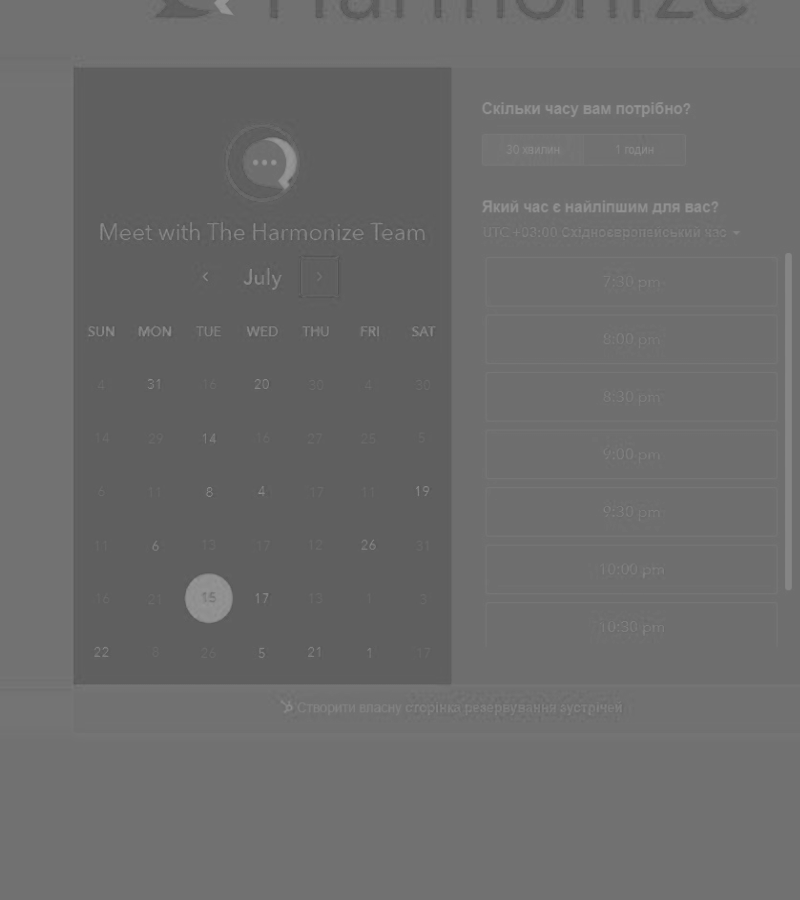 Harmonize
Meet with The Harmonize Team
July
SUN MON TUE WED THU FRI SAT
4 31 16 20 30 4 30
14 29 14 16 27 25 5
6 11 8 4 17 11 19
11 6 13 17 12 26 31
16 21 15 17 13 1 3
22 8 26 5 21 1 17
Скільки часу вам потрібно?
30 хвилин 1 годин
Який час є найліпшим для вас?
UTC +03:00 Східноєвропейський час
7:30 pm
8:00 pm
8:30 pm
9:00 pm
9:30 pm
10:00 pm
10:30 pm
Створити власну сторінка резервування зустрічей